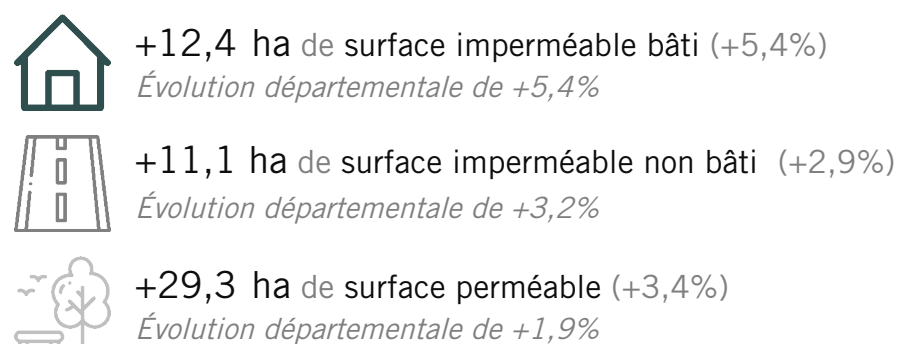 +12,4 ha de surface imperméable bâti (+5,4%)
Évolution départementale de +5,4%
+11,1 ha de surface imperméable non bâti (+2,9%)
Évolution départementale de +3,2%
+29,3 ha de surface perméable (+3,4%)
Évolution départementale de +1,9%